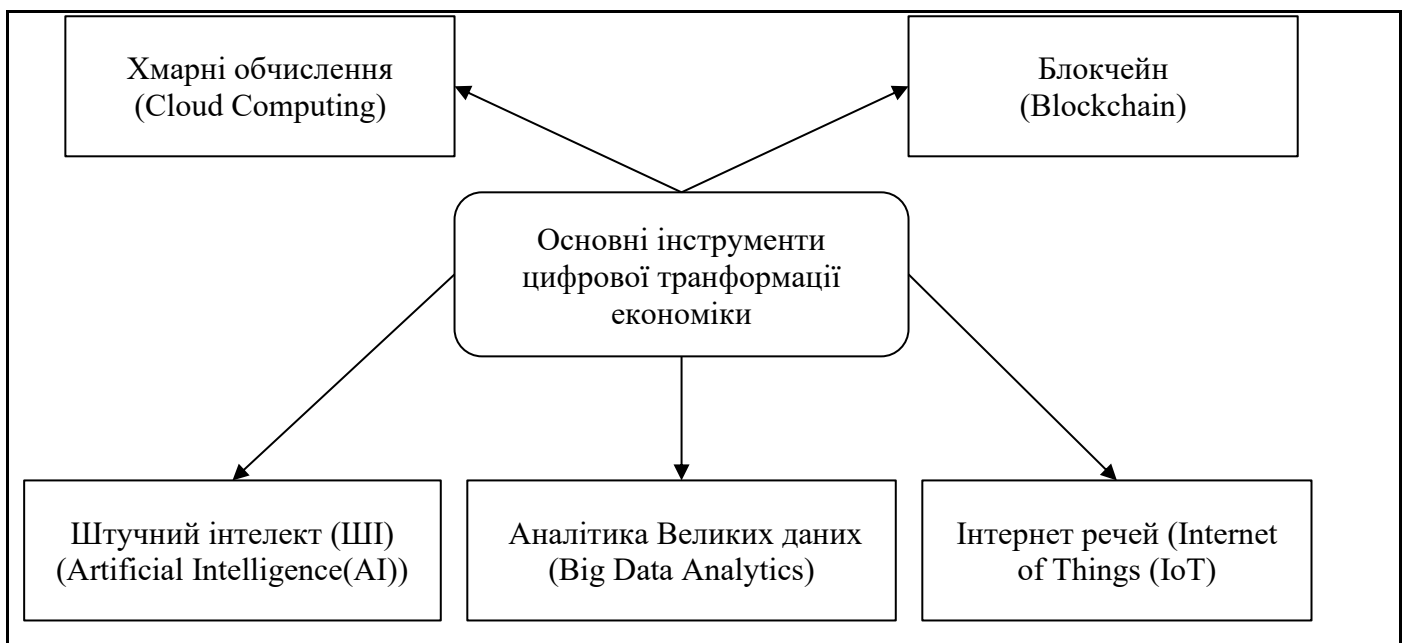 Хмарні обчислення
(Cloud Computing)
Блокчейн
(Blockchain)
Основні інструменти
цифрової транформації
економіки
Штучний інтелект (ШІ)
(Artificial Intelligence(AI))
Аналітика Великих даних
(Big Data Analytics)
Інтернет речей (Internet
of Things (IoT)